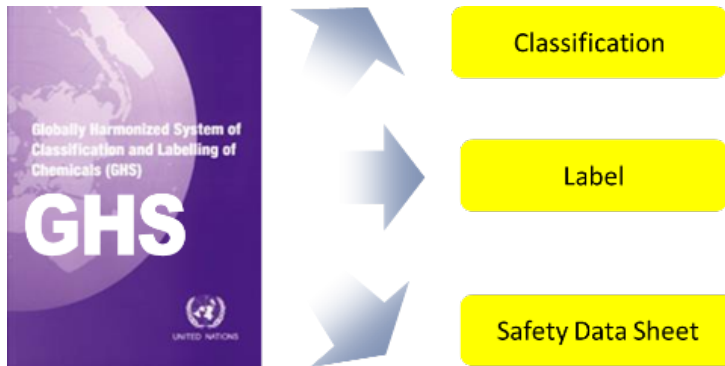 Globally Harmonized System of
Classification and Labelling of
Chemicals (GHS)
GHS
UNITED NATIONS
Classification
Label
Safety Data Sheet